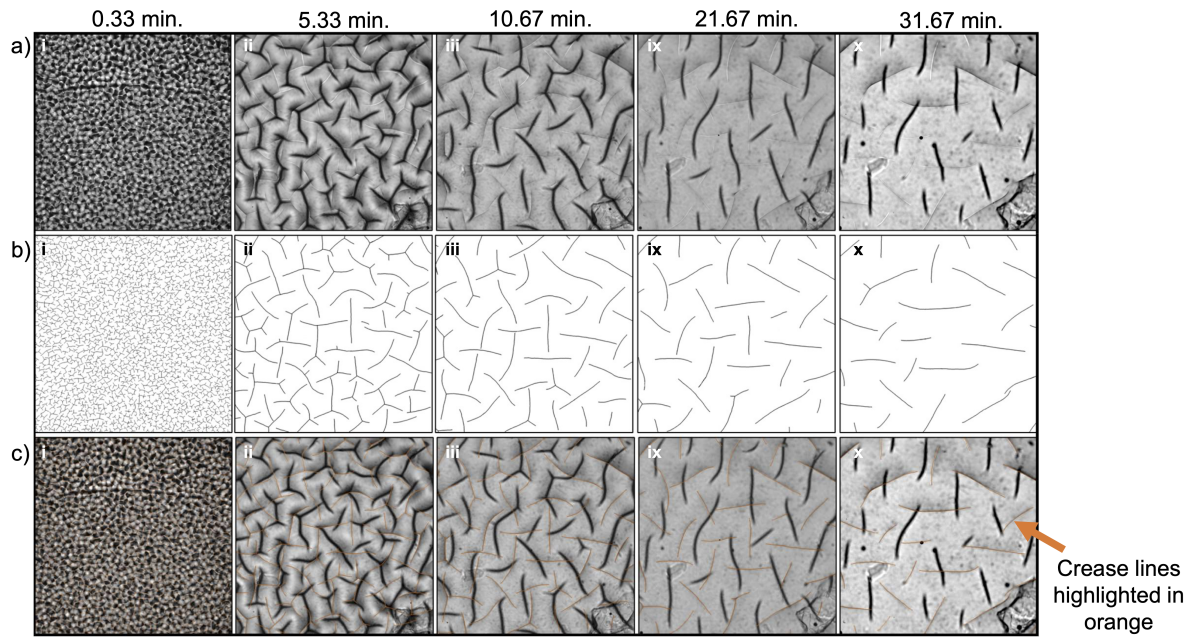 0.33 min. 5.33 min. 10.67 min. 21.67 min. 31.67 min.
a) i ii iii ix x
b) i ii iii ix x
c) i ii iii ix x
Crease lines
highlighted in
orange